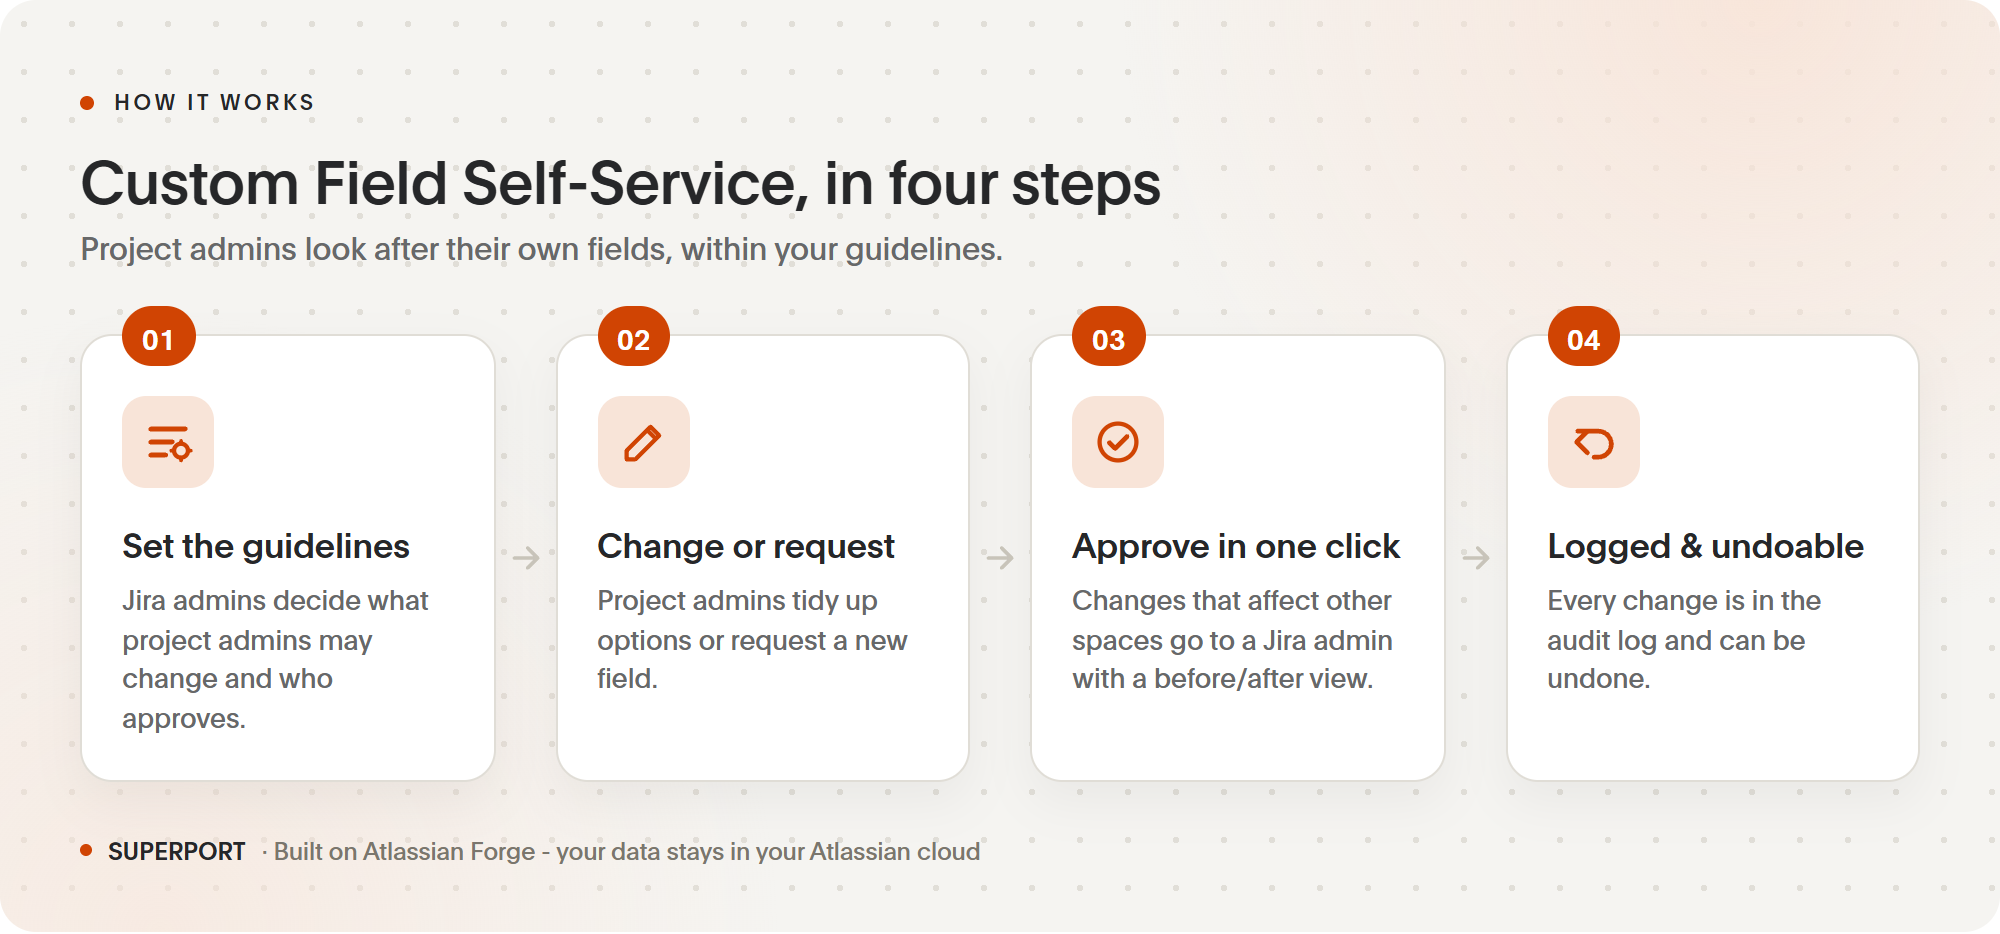 HOW IT WORKS
Custom Field Self-Service, in four steps
Project admins look after their own fields, within your guidelines.
01
Set the guidelines
Jira admins decide what
project admins may
change and who
approves.
02
Change or request
Project admins tidy up
options or request a new
field.
03
Approve in one click
Changes that affect other
spaces go to a Jira admin
with a before/after view.
04
Logged & undoable
Every change is in the
audit log and can be
undone.
SUPERPORT · Built on Atlassian Forge - your data stays in your Atlassian cloud